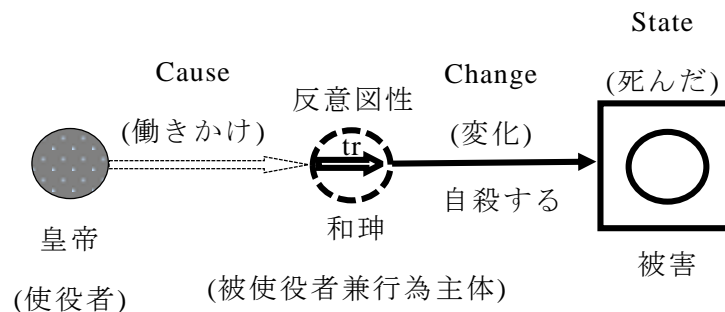 State
Cause
Change
(死んだ)
反意図性
(働きかけ)
(変化)
tr
自殺する
皇帝
和珅
被害
(使役者)
(被使役者兼行為主体)